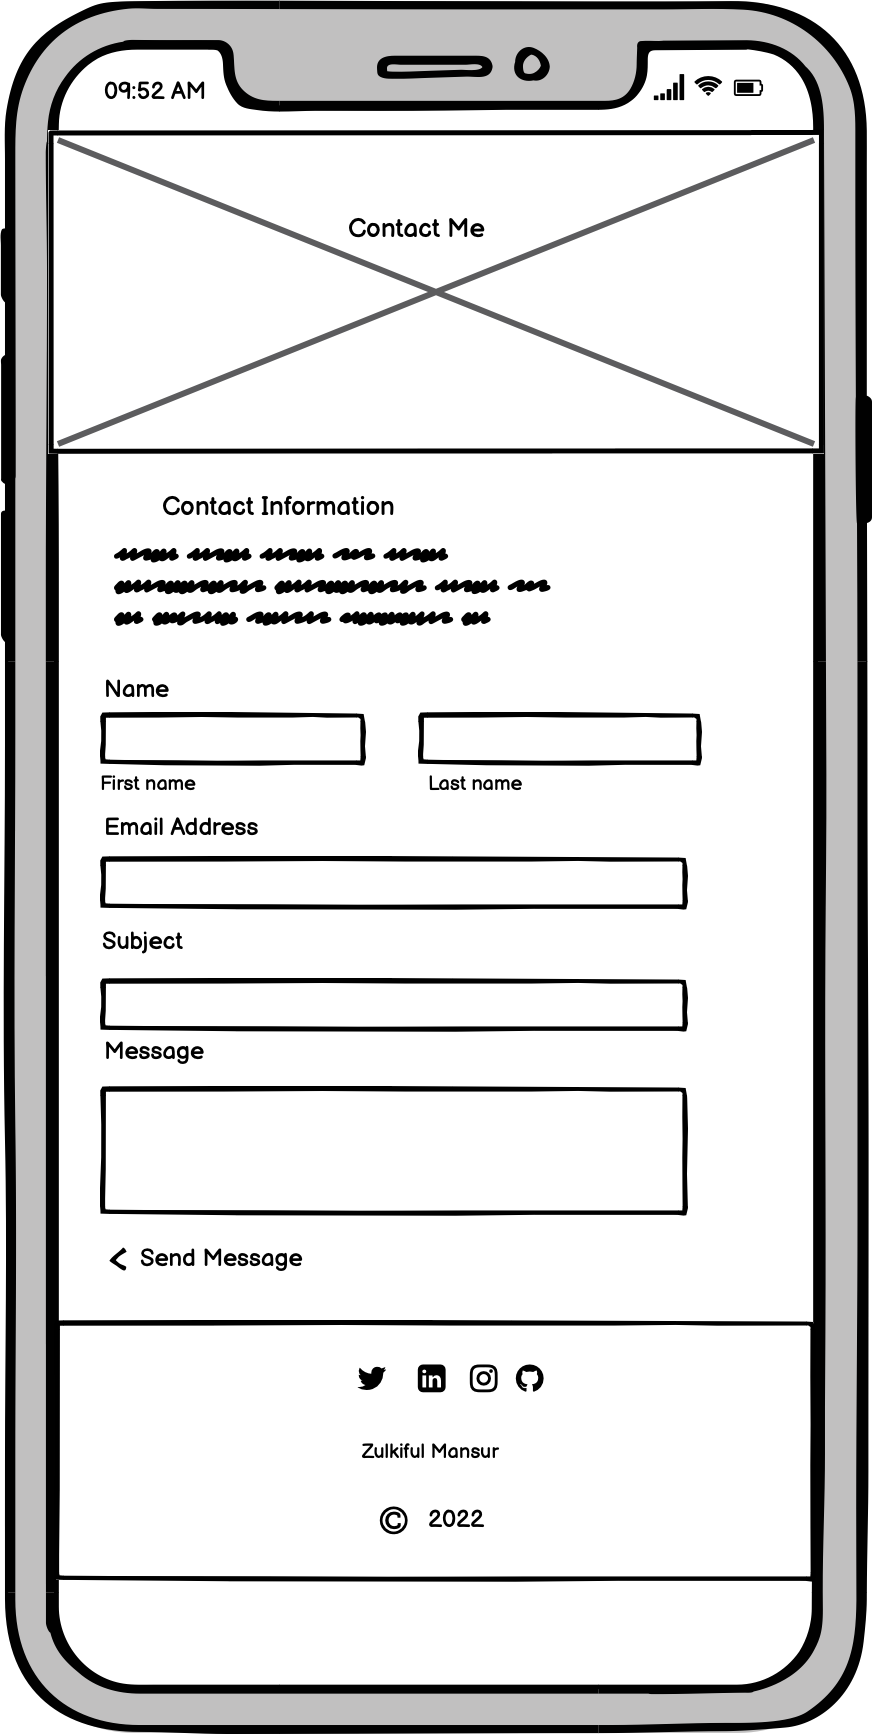 09:52 AM
Contact Me
Contact Information
Name
First name Last name
Email Address
Subject
Message
< Send Message
in
Zulkiful Mansur
© 2022